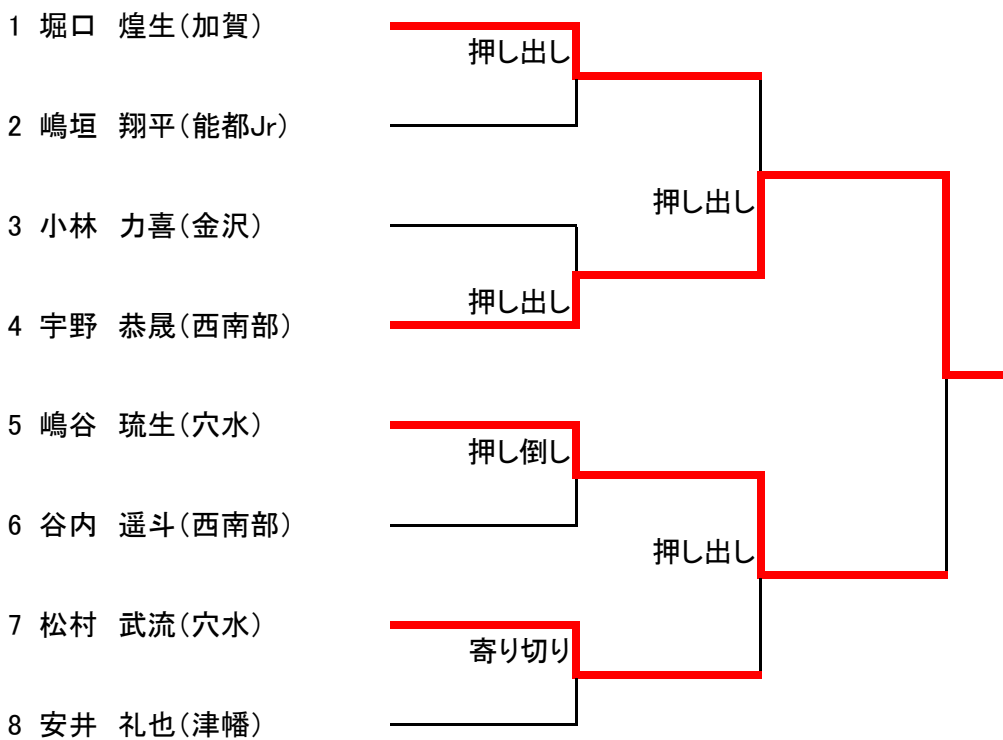 1 堀口 煌生(加賀)
押し出し
2 嶋垣 翔平(能都Jr)
押し出し
3 小林 力喜(金沢)
押し出し
4 宇野 恭晟(西南部)
5 嶋谷 琉生(穴水)
押し倒し
6 谷内 遥斗(西南部)
押し出し
7 松村 武流(穴水)
寄り切り
8 安井 礼也(津幡)